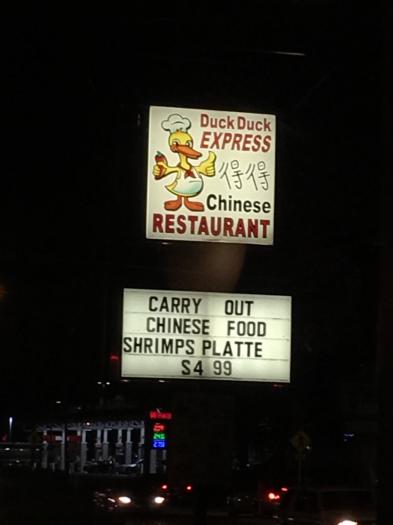 Duck Duck
EXPRESS
得得
Chinese
RESTAURANT
CARRY OUT
CHINESE FOOD
SHRIMPS PLATTE
$4 99